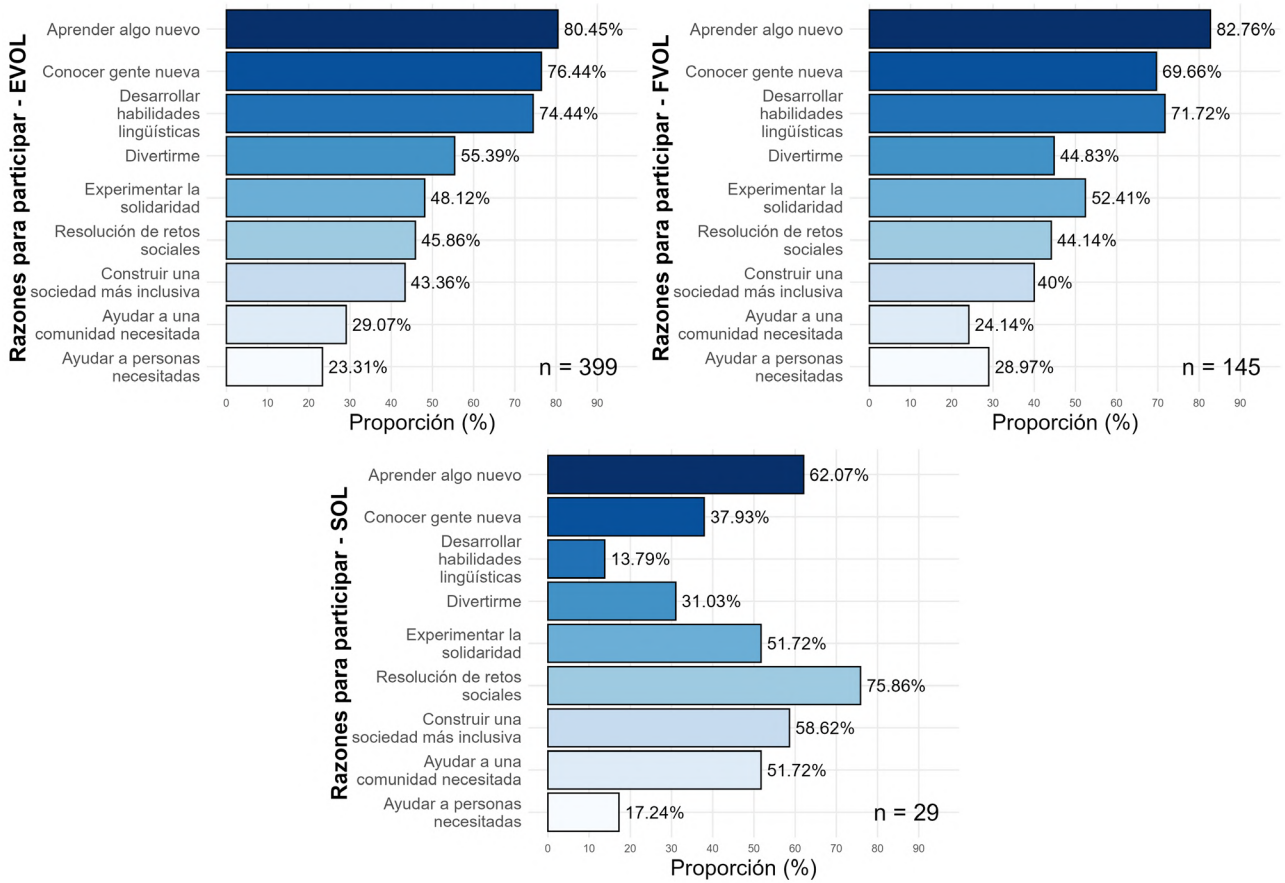 Razones para participar - EVOL
Aprender algo nuevo
80.45%
Conocer gente nueva
76.44%
Desarrollar
habilidades
lingüísticas
74.44%
Divertirme
55.39%
Experimentar la
solidaridad
48.12%
Resolución de retos
sociales
45.86%
Construir una
sociedad más inclusiva
43.36%
Ayudar a una
comunidad necesitada
29.07%
Ayudar a personas
necesitadas
23.31%
n = 399
0 10 20 30 40 50 60 70 80 90
Proporción (%)
Razones para participar - FVOL
Aprender algo nuevo
82.76%
Conocer gente nueva
69.66%
Desarrollar
habilidades
lingüísticas
71.72%
Divertirme
44.83%
Experimentar la
solidaridad
52.41%
Resolución de retos
sociales
44.14%
Construir una
sociedad más inclusiva
40%
Ayudar a una
comunidad necesitada
24.14%
Ayudar a personas
necesitadas
28.97%
n = 145
0 10 20 30 40 50 60 70 80 90
Proporción (%)
Razones para participar - SOL
Aprender algo nuevo
62.07%
Conocer gente nueva
37.93%
Desarrollar
habilidades
lingüísticas
13.79%
Divertirme
31.03%
Experimentar la
solidaridad
51.72%
Resolución de retos
sociales
75.86%
Construir una
sociedad más inclusiva
58.62%
Ayudar a una
comunidad necesitada
51.72%
Ayudar a personas
necesitadas
17.24%
n = 29
0 10 20 30 40 50 60 70 80 90
Proporción (%)